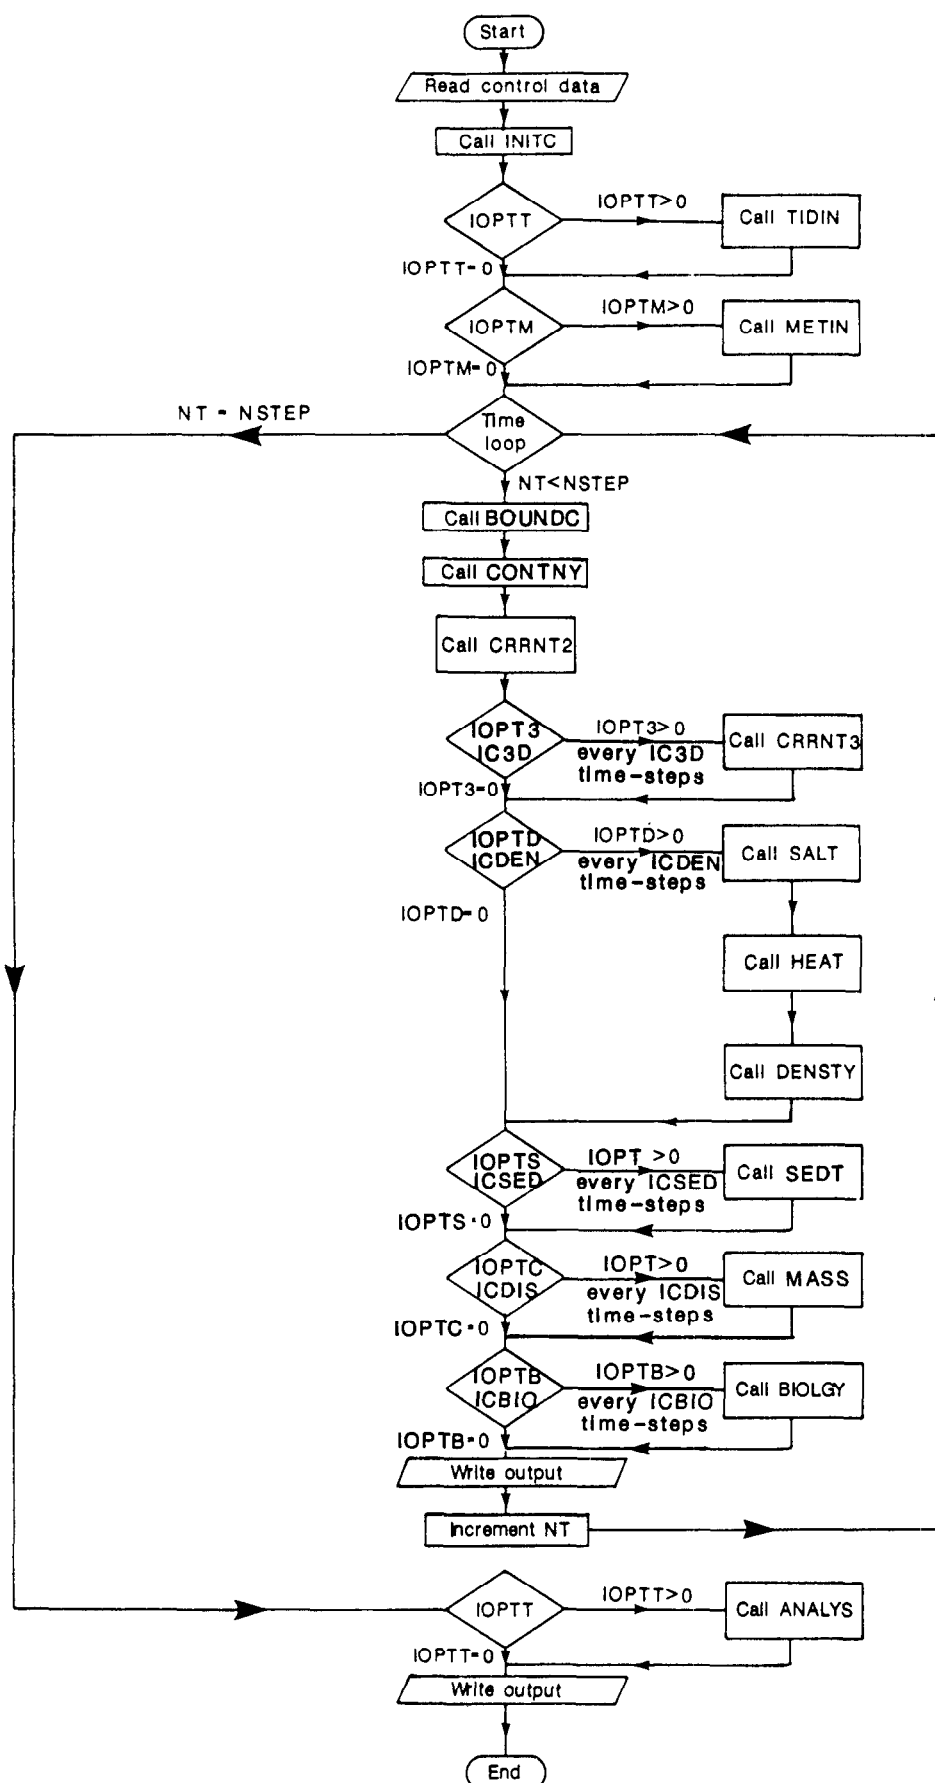 Start
Read control data
Call INITC
IOPTT
IOPTT>0
Call TIDIN
IOPTT=0
IOPTM
IOPTM>0
Call METIN
IOPTM=0
NT = NSTEP
Time
loop
NT<NSTEP
Call BOUNDC
Call CONTNY
Call CRRNT2
IOPT3
IC3D
IOPT3>0
every IC3D
time-steps
Call CRRNT3
IOPT3=0
IOPTD
ICDEN
IOPTD>0
every ICDEN
time-steps
Call SALT
IOPTD=0
Call HEAT
Call DENSTY
IOPTS
ICSED
IOPT >0
every ICSED
time-steps
Call SEDT
IOPTS=0
IOPTC
ICDIS
IOPT>0
every ICDIS
time-steps
Call MASS
IOPTC=0
IOPTB
ICBIO
IOPTB>0
every ICBIO
time-steps
Call BIOLGY
IOPTB=0
Write output
Increment NT
IOPTT
IOPTT>0
Call ANALYS
IOPTT=0
Write output
End